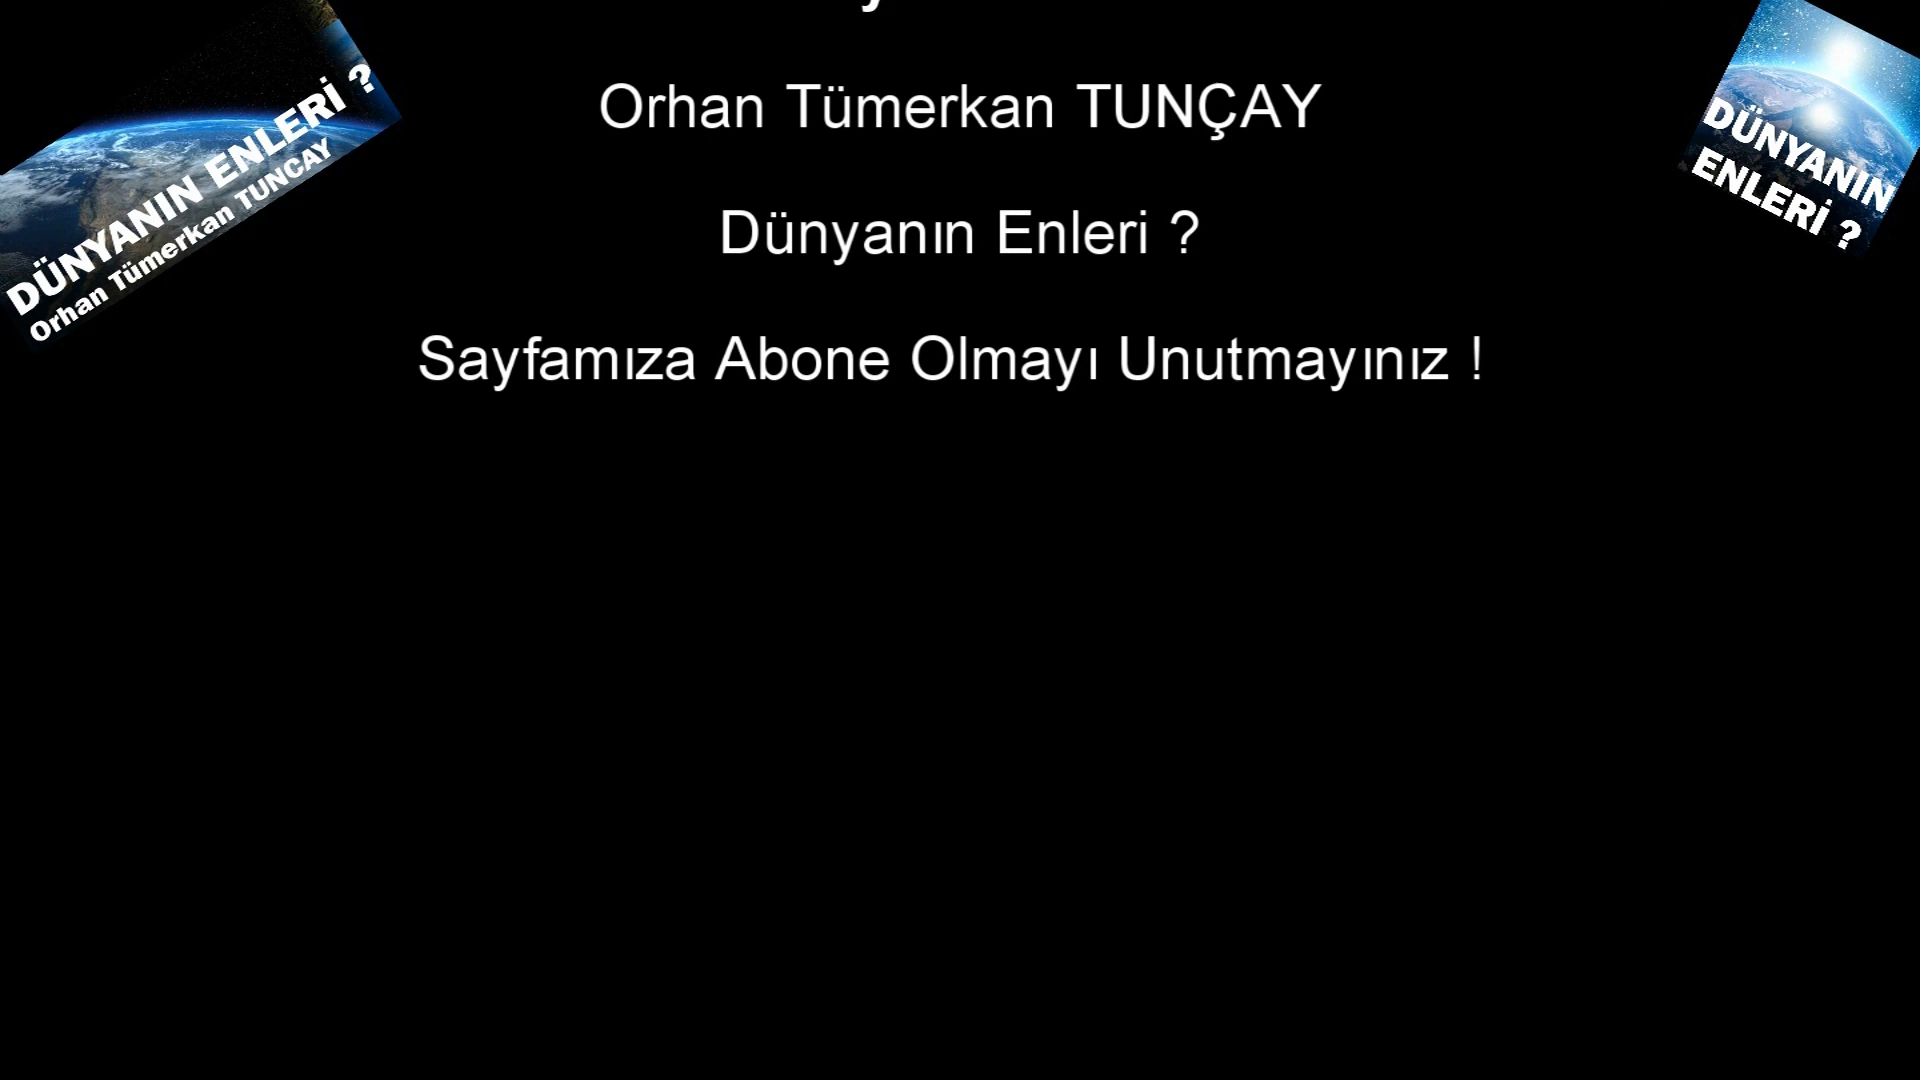 Orhan Tümerkan TUNÇAY
Dünyanın Enleri ?
Sayfamıza Abone Olmayı Unutmayınız !
DÜNYANIN ENLERİ ?
Orhan Tümerkan TUNCAY
DÜNYANIN
ENLERİ ?